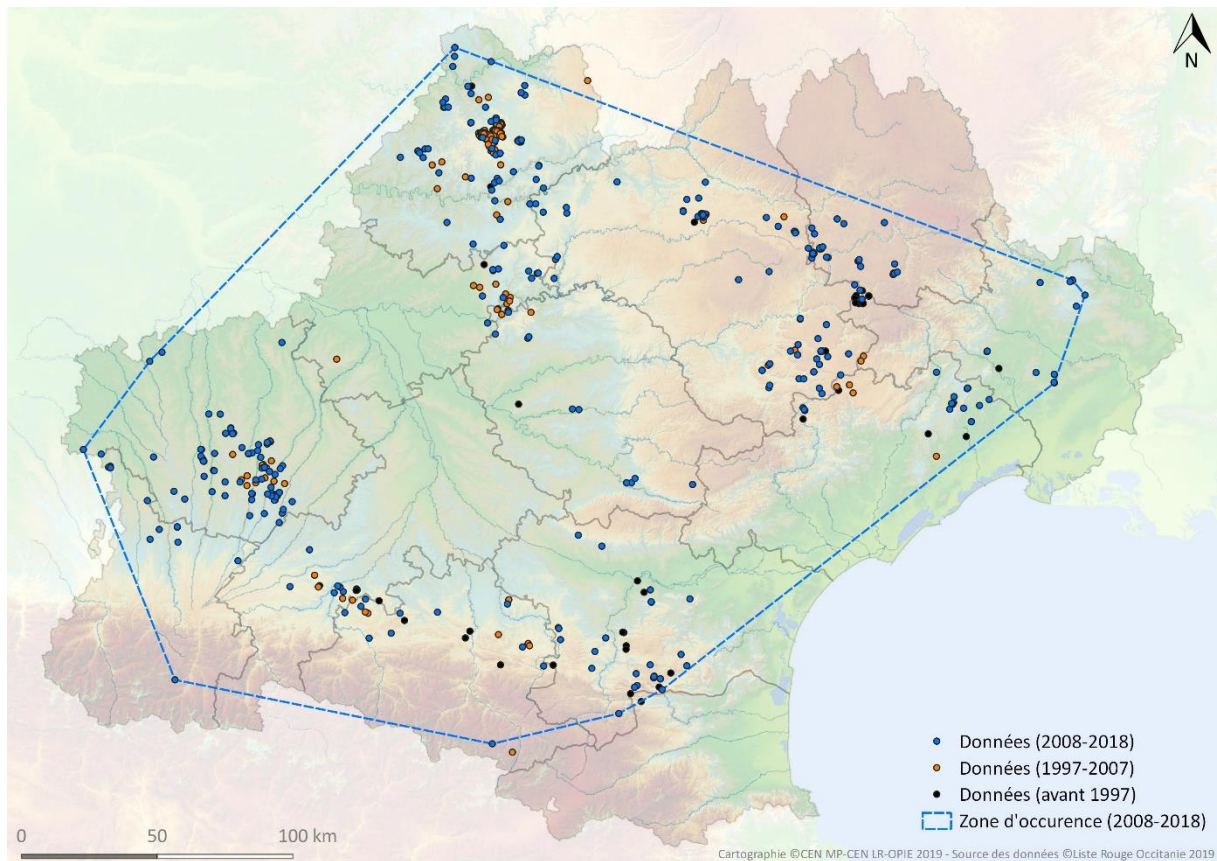 N
Données (2008-2018)
Données (1997-2007)
Données (avant 1997)
Zone d'occurence (2008-2018)
0 50 100 km
Cartographie ©CEN MP-CEN LR-OPIE 2019 - Source des données ©Liste Rouge Occitanie 2019